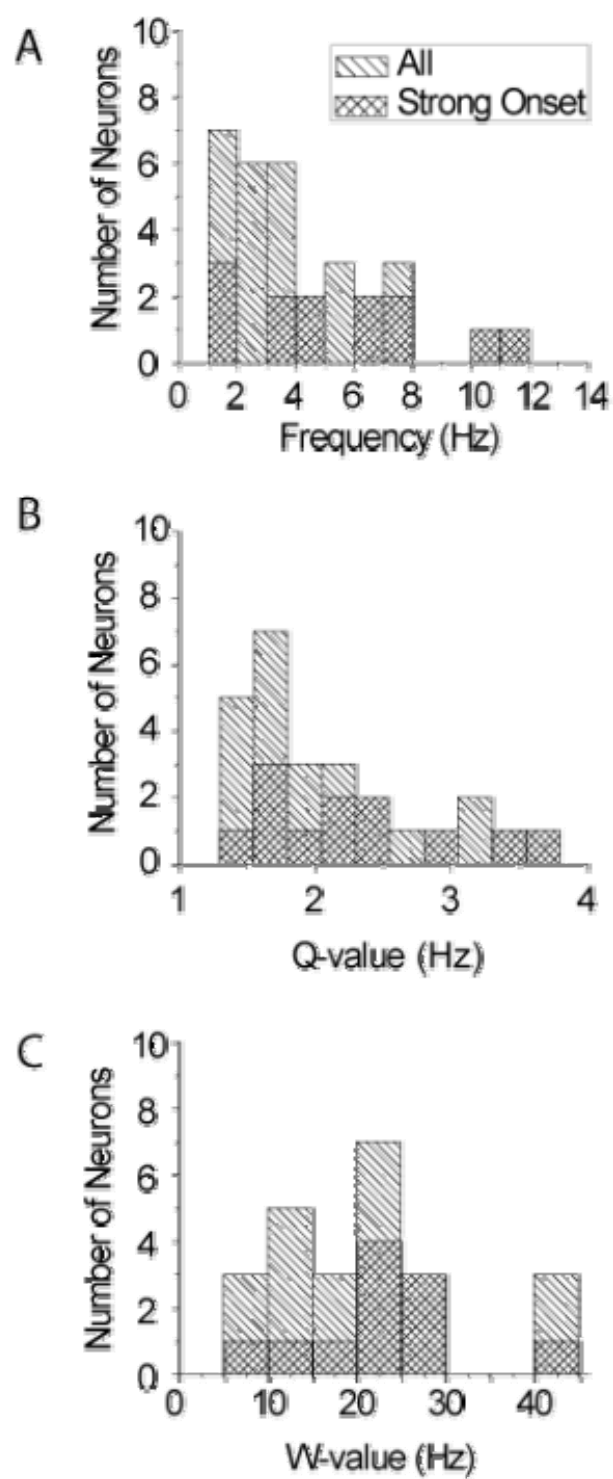 A
10
8
6
4
2
0
Number of Neurons
All
Strong Onset
0 2 4 6 8 10 12 14
Frequency (Hz)
B
10
8
6
4
2
0
Number of Neurons
1 2 3 4
Q-value (Hz)
C
10
8
6
4
2
0
Number of Neurons
0 10 20 30 40
W-value (Hz)